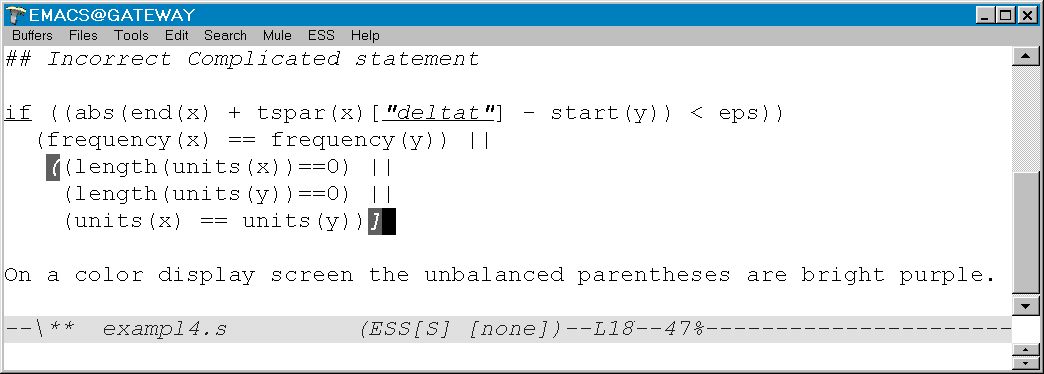 EMACS@GATEWAY
Buffers Files Tools Edit Search Mule ESS Help
## Incorrect Complicated statement
if ((abs(end(x) + tspar(x)["deltat"] - start(y)) < eps))
(frequency(x) == frequency(y)) ||
((length(units(x))==0) ||
(length(units(y))==0) ||
(units(x) == units(y))]
On a color display screen the unbalanced parentheses are bright purple.
--\** exampl4.s (ESS[S] [none])--L18--47%----------------------